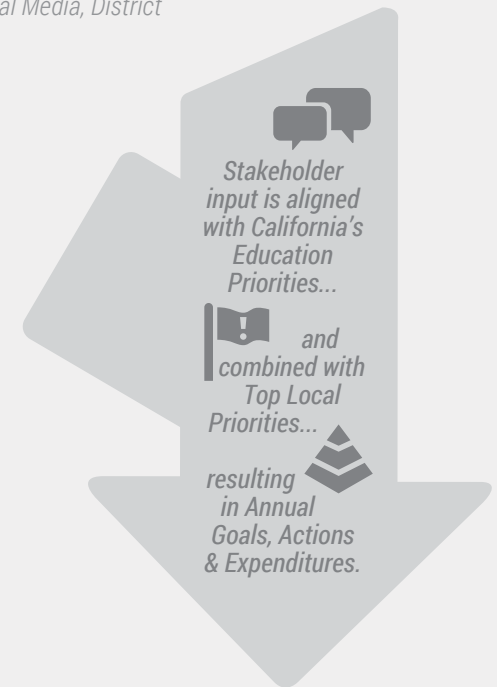 al Media, District
Stakeholder
input is aligned
with California’s
Education
Priorities...
!
and
combined with
Top Local
Priorities...
resulting
in Annual
Goals, Actions
& Expenditures.